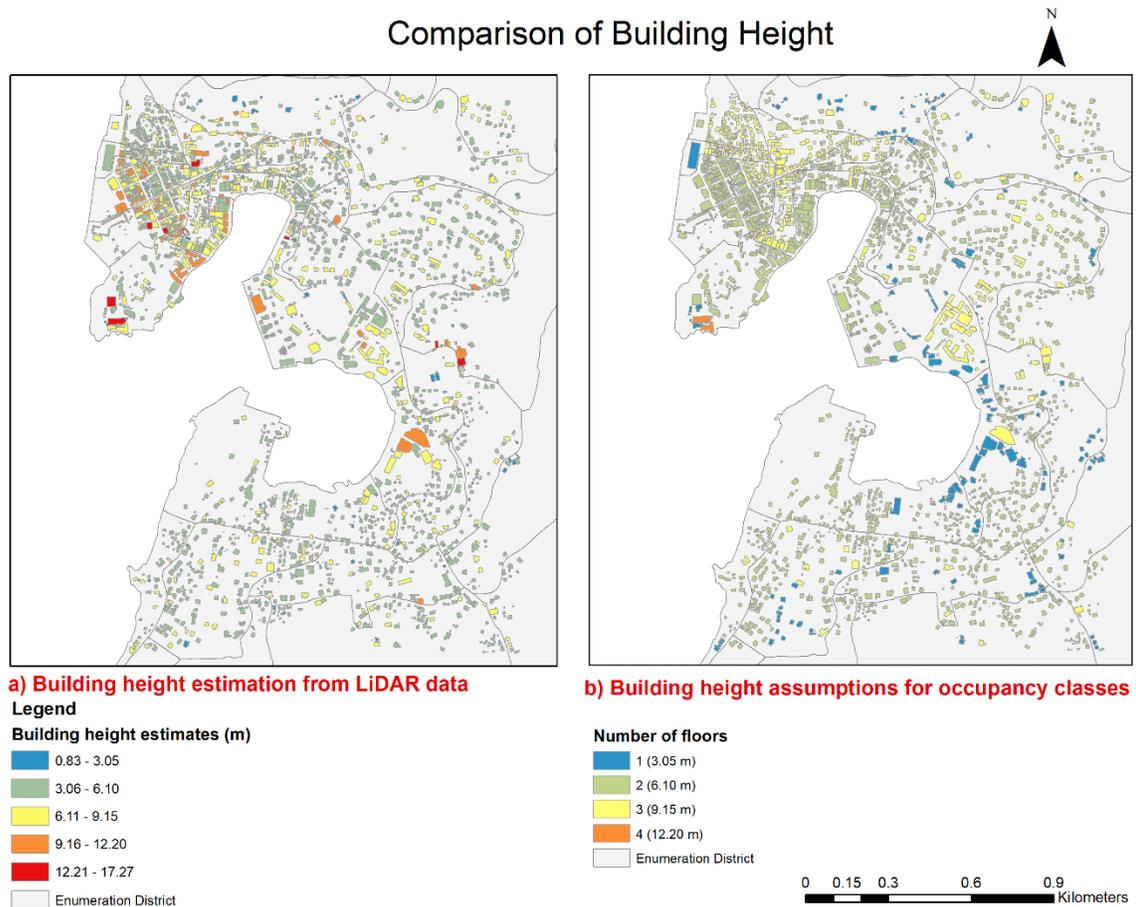 Comparison of Building Height
N
a) Building height estimation from LiDAR data
Legend
Building height estimates (m)
0.83 - 3.05
3.06 - 6.10
6.11 - 9.15
9.16 - 12.20
12.21 - 17.27
Enumeration District
b) Building height assumptions for occupancy classes
Number of floors
1 (3.05 m)
2 (6.10 m)
3 (9.15 m)
4 (12.20 m)
Enumeration District
0 0.15 0.3 0.6 0.9
Kilometers